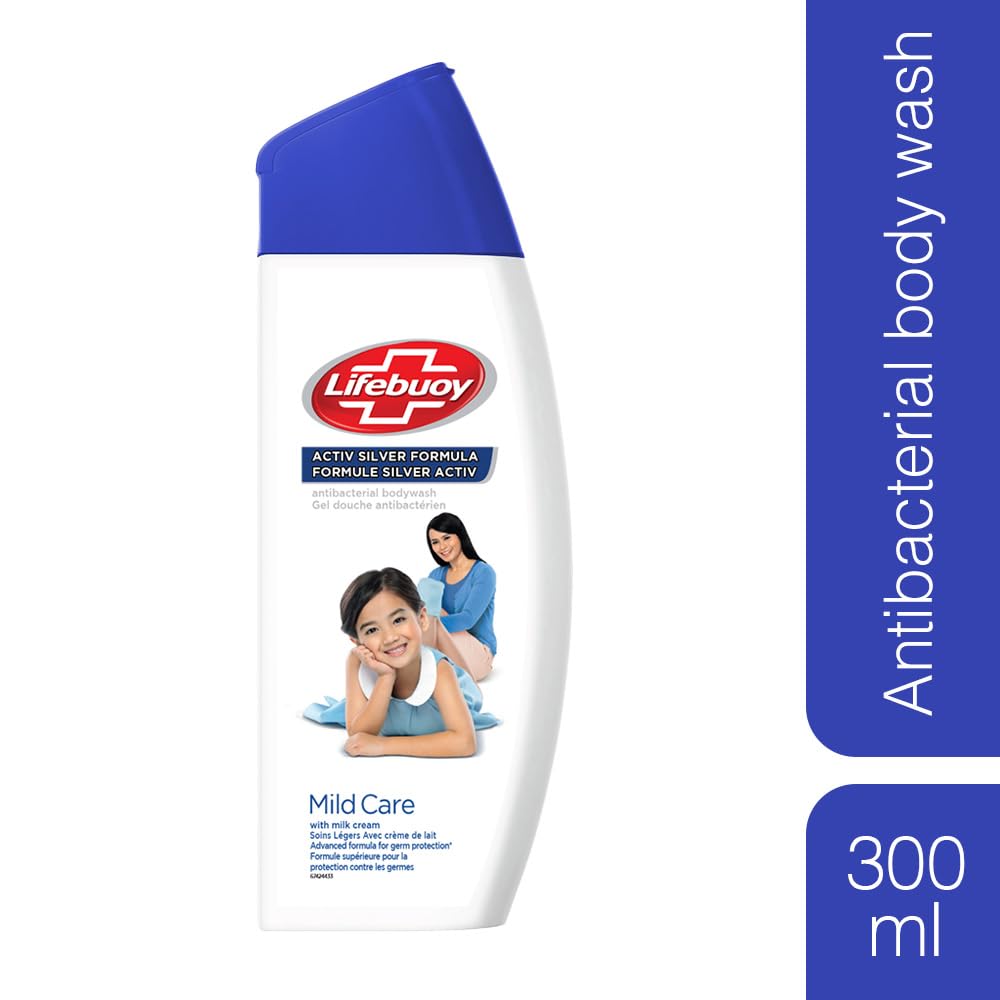 Lifebuoy
ACTIV SILVER FORMULA
FORMULE SILVER ACTIV
antibacterial bodywash
Gel douche antibactérien
Mild Care
with milk cream
Soins Légers Avec crème de lait
Advanced formula for germ protection*
Formule supérieure pour la
protection contre les germes
67424433
Antibacterial body wash
300
ml